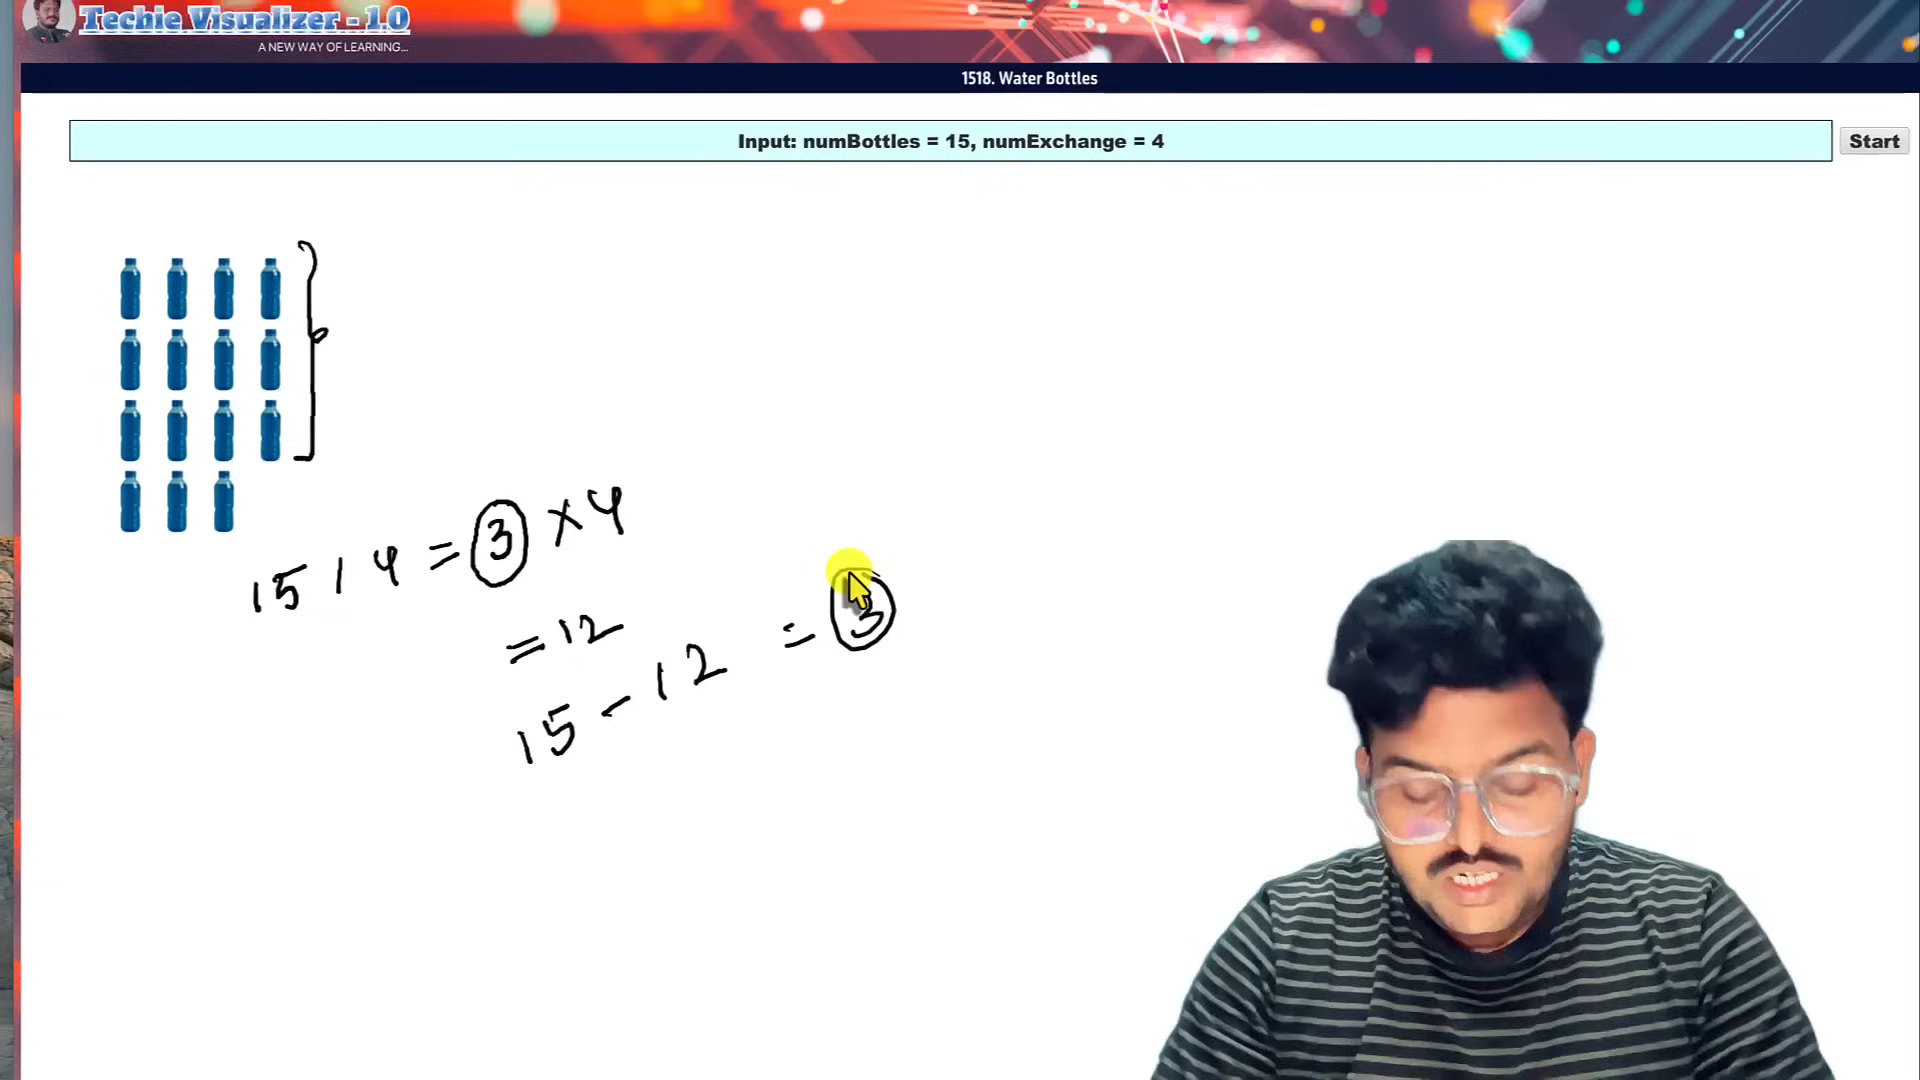 Techie Visualizer - 1.0
A NEW WAY OF LEARNING...
1518. Water Bottles
Input: numBottles = 15, numExchange = 4
Start
15 / 4 = 3 × 4
= 12
15 - 12 = 3